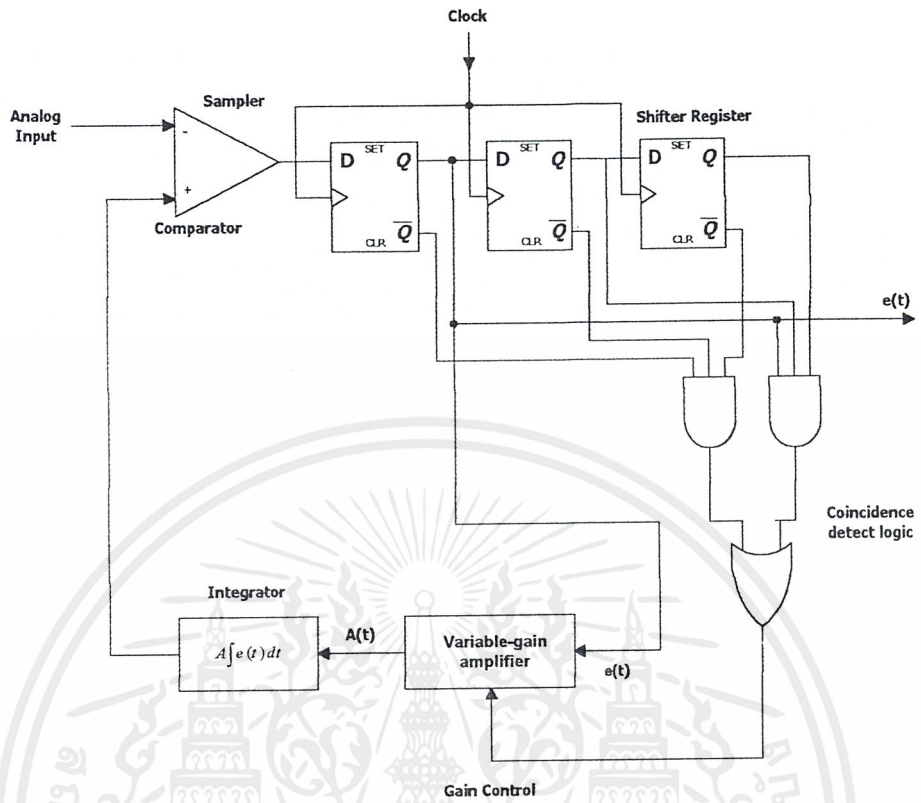 Clock
Sampler
Analog
Input
-
+
Comparator
Shifter Register
D SET Q
CLR Q̅
D SET Q
CLR Q̅
D SET Q
CLR Q̅
e(t)
Coincidence
detect logic
Integrator
A∫e(t)dt
A(t)
Variable-gain
amplifier
e(t)
Gain Control